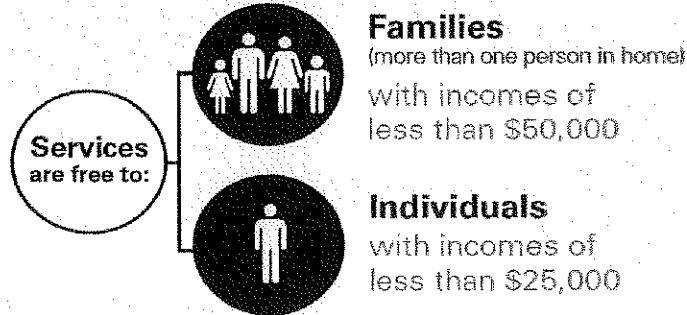 Services
are free to:
Families
(more than one person in home)
with incomes of
less than $50,000
Individuals
with incomes of
less than $25,000